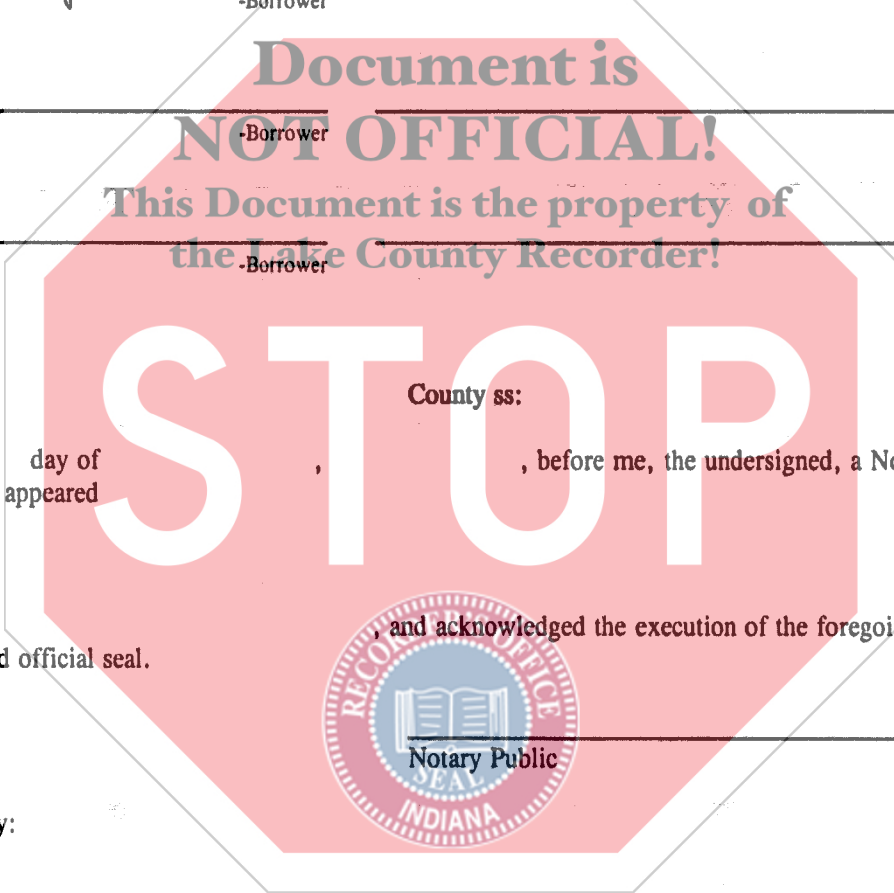 -Borrower
Document is
-Borrower
NOT OFFICIAL!
This Document is the property of
the Lake County Recorder!
-Borrower
STOP
County ss:
day of , , before me, the undersigned, a No
appeared
, and acknowledged the execution of the foregoi
d official seal.
RECORDER'S OFFICE
Notary Public
SEAL
INDIANA
y: